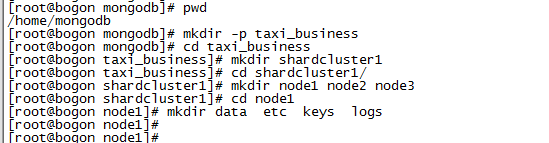 [root@bogon mongodb]# pwd
/home/mongodb
[root@bogon mongodb]# mkdir -p taxi_business
[root@bogon mongodb]# cd taxi_business
[root@bogon taxi_business]# mkdir shardcluster1
[root@bogon taxi_business]# cd shardcluster1/
[root@bogon shardcluster1]# mkdir node1 node2 node3
[root@bogon shardcluster1]# cd node1
[root@bogon node1]# mkdir data  etc  keys  logs
[root@bogon node1]#
[root@bogon node1]#